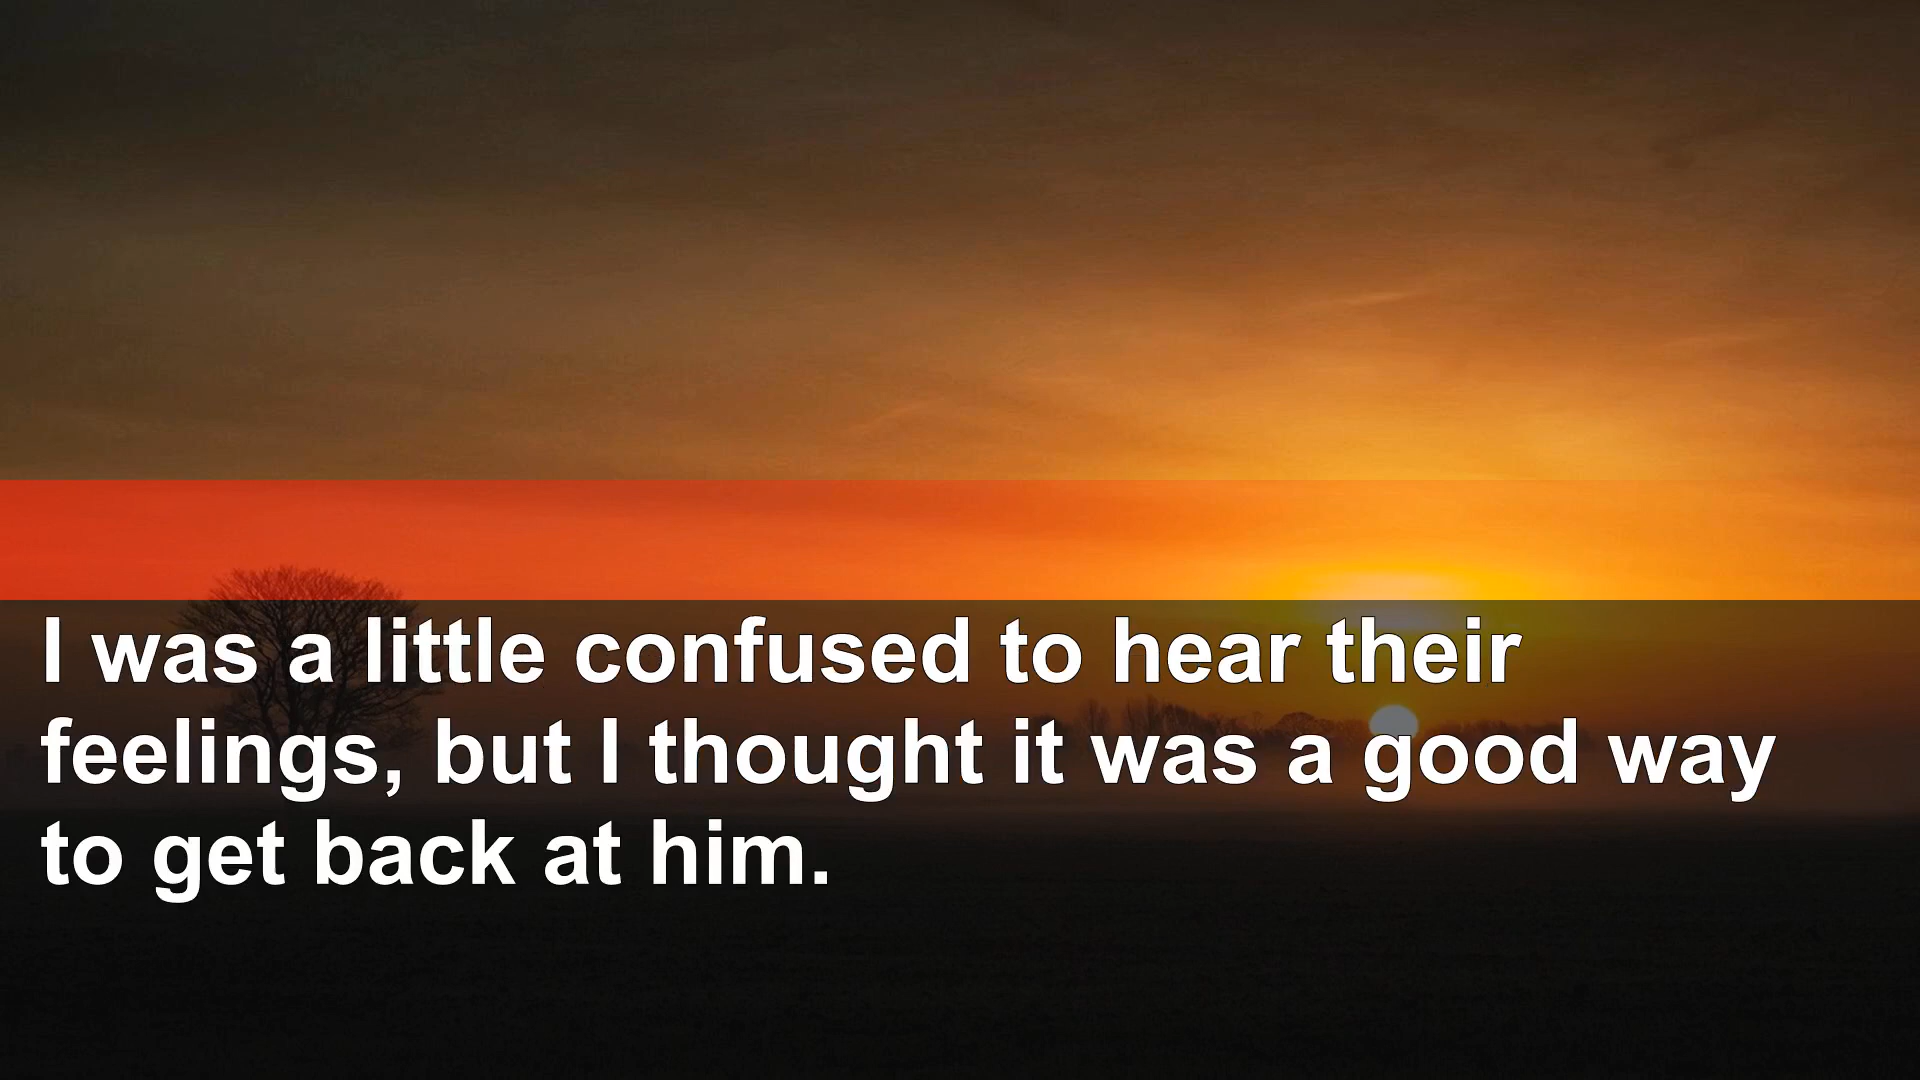 I was a little confused to hear their
feelings, but I thought it was a good way
to get back at him.